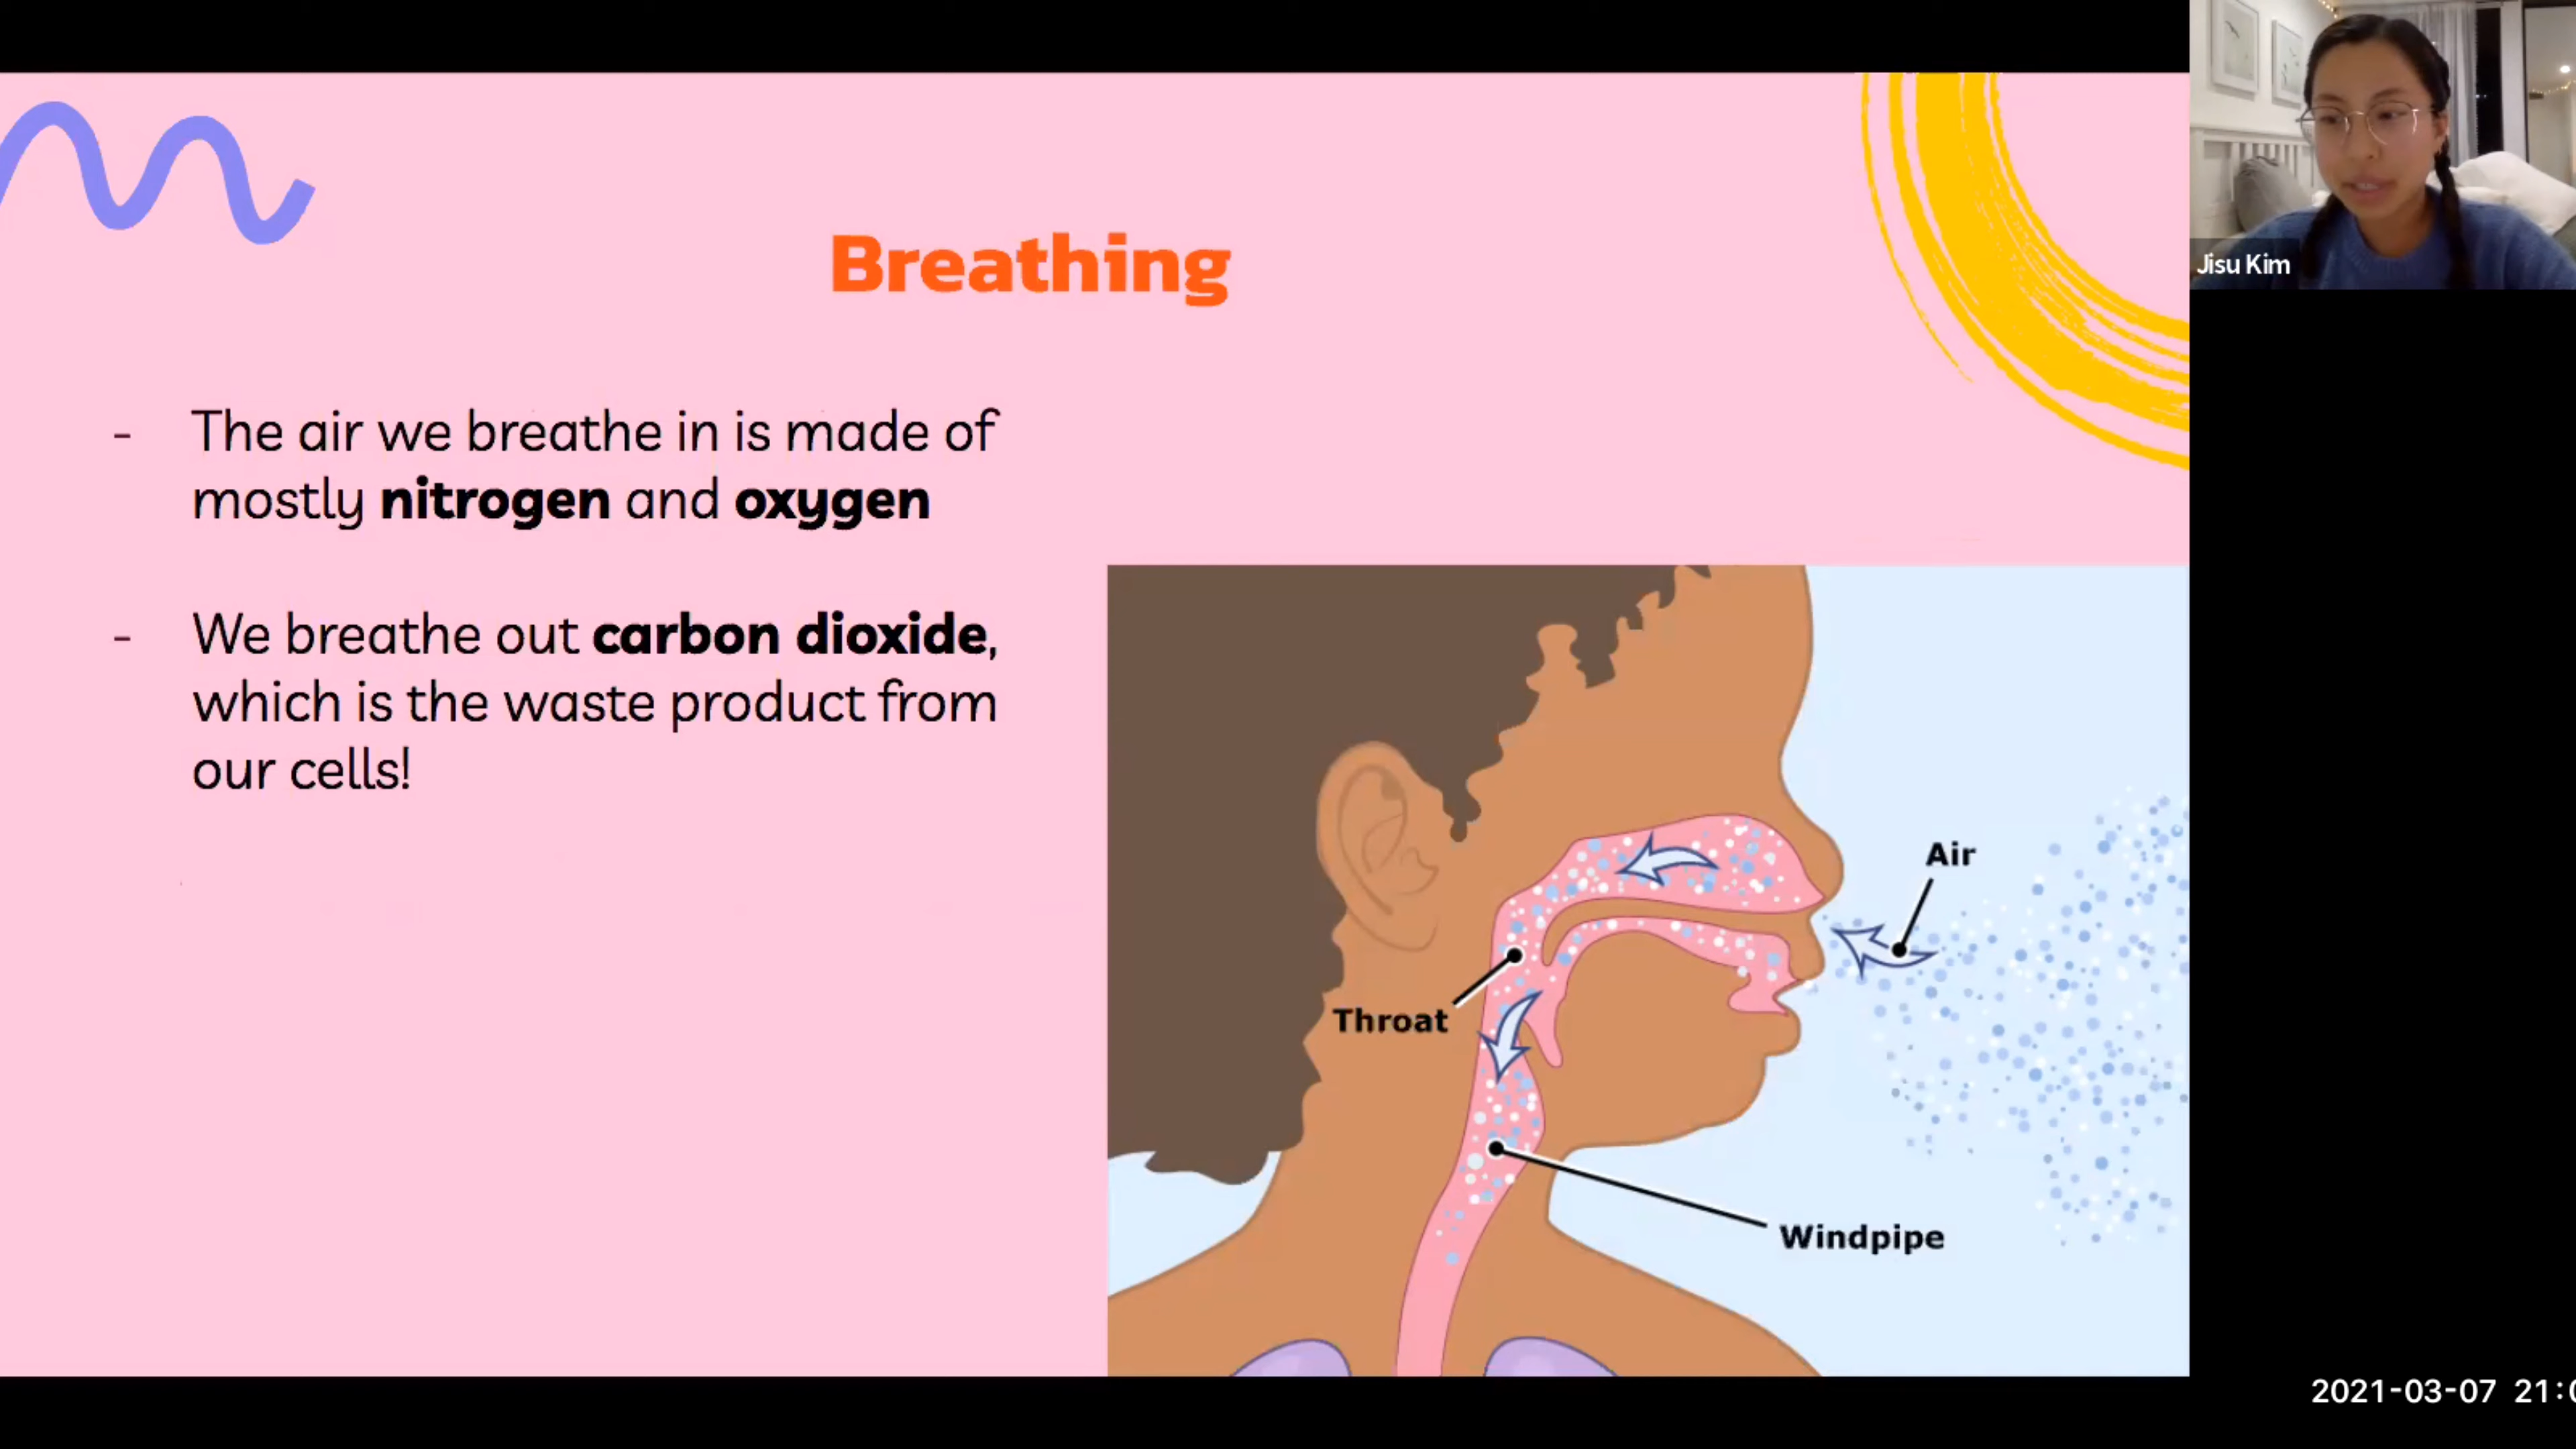 Breathing
- The air we breathe in is made of
mostly nitrogen and oxygen
- We breathe out carbon dioxide,
which is the waste product from
our cells!
Air
Throat
Windpipe
Jisu Kim
2021-03-07 21:0